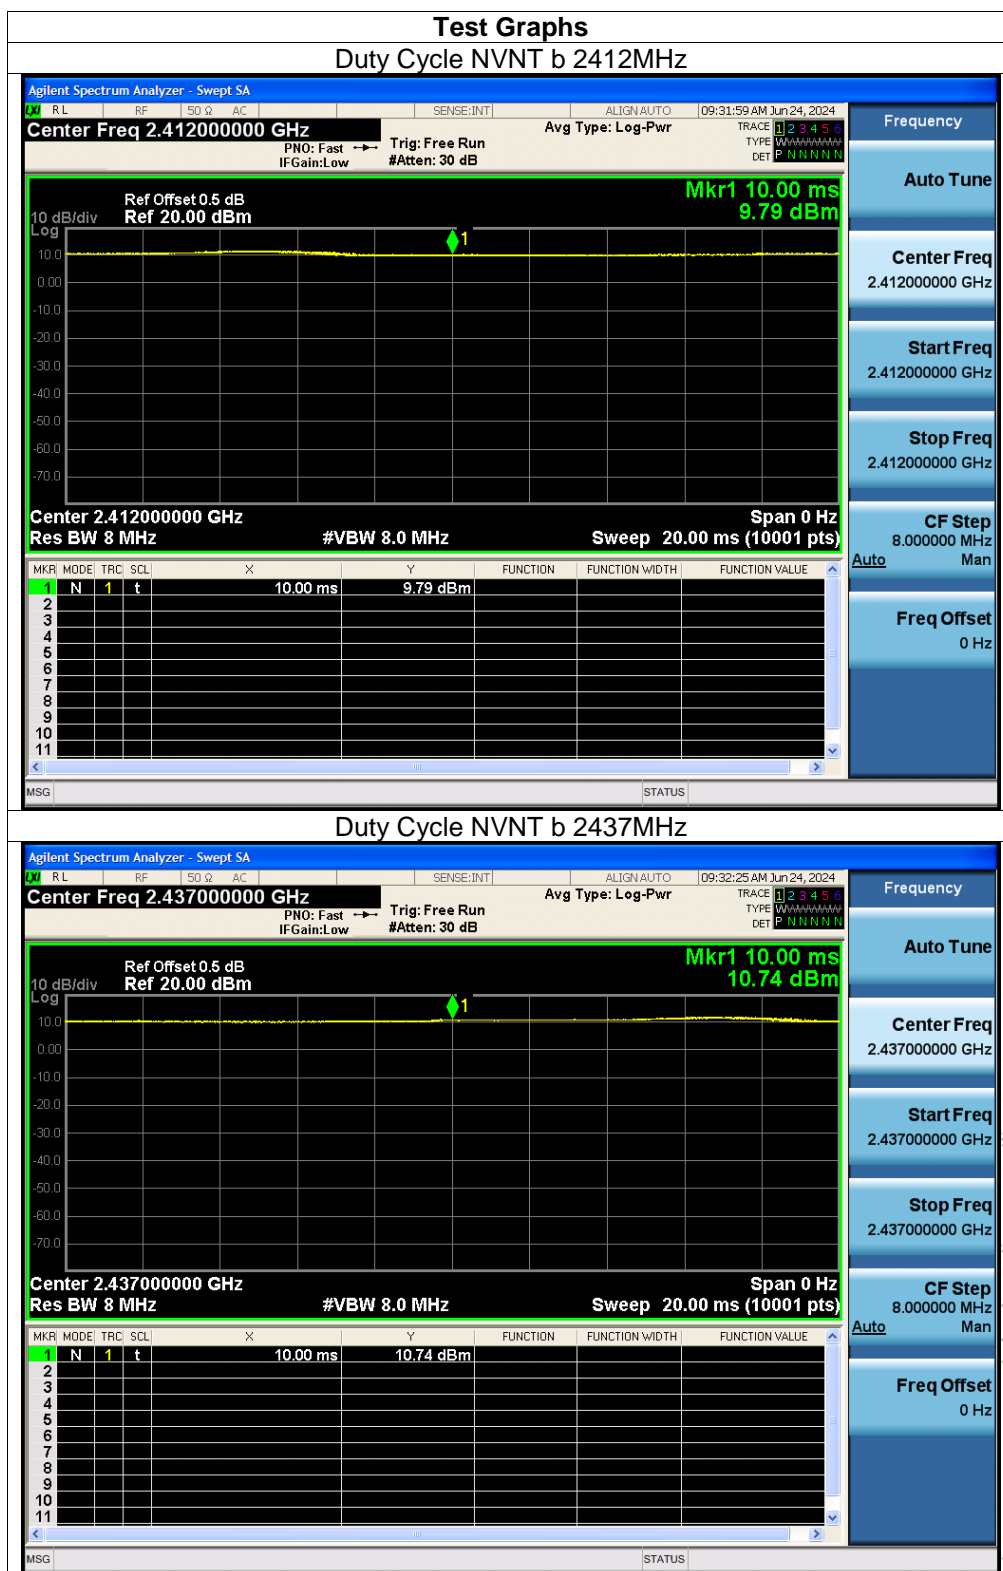 Test Graphs
Duty Cycle NVNT b 2412MHz
Agilent Spectrum Analyzer - Swept SA
LXI RL RF 50 Ω AC SENSE:INT ALIGNAUTO 09:31:59 AM Jun 24, 2024
Center Freq 2.412000000 GHz Avg Type: Log-Pwr TRACE 1 2 3 4 5 6
PNO: Fast Trig: Free Run TYPE W
IFGain:Low #Atten: 30 dB DET P N N N N N
Frequency
Auto Tune
Mkr1 10.00 ms
Ref Offset 0.5 dB
9.79 dBm
10 dB/div Ref 20.00 dBm
Log
1
10.0
0.00
-10.0
-20.0
-30.0
-40.0
-50.0
-60.0
-70.0
Center Freq
2.412000000 GHz
Start Freq
2.412000000 GHz
Stop Freq
2.412000000 GHz
Center 2.412000000 GHz Span 0 Hz
Res BW 8 MHz #VBW 8.0 MHz Sweep 20.00 ms (10001 pts)
CF Step
8.000000 MHz
Auto Man
MKR MODE TRC SCL X Y FUNCTION FUNCTION WIDTH FUNCTION VALUE
1 N 1 t 10.00 ms 9.79 dBm
2
3
4
5
6
7
8
9
10
11
Freq Offset
0 Hz
MSG STATUS
Duty Cycle NVNT b 2437MHz
Agilent Spectrum Analyzer - Swept SA
LXI RL RF 50 Ω AC SENSE:INT ALIGNAUTO 09:32:25 AM Jun 24, 2024
Center Freq 2.437000000 GHz Avg Type: Log-Pwr TRACE 1 2 3 4 5 6
PNO: Fast Trig: Free Run TYPE W
IFGain:Low #Atten: 30 dB DET P N N N N N
Frequency
Auto Tune
Mkr1 10.00 ms
Ref Offset 0.5 dB
10.74 dBm
10 dB/div Ref 20.00 dBm
Log
1
10.0
0.00
-10.0
-20.0
-30.0
-40.0
-50.0
-60.0
-70.0
Center Freq
2.437000000 GHz
Start Freq
2.437000000 GHz
Stop Freq
2.437000000 GHz
Center 2.437000000 GHz Span 0 Hz
Res BW 8 MHz #VBW 8.0 MHz Sweep 20.00 ms (10001 pts)
CF Step
8.000000 MHz
Auto Man
MKR MODE TRC SCL X Y FUNCTION FUNCTION WIDTH FUNCTION VALUE
1 N 1 t 10.00 ms 10.74 dBm
2
3
4
5
6
7
8
9
10
11
Freq Offset
0 Hz
MSG STATUS